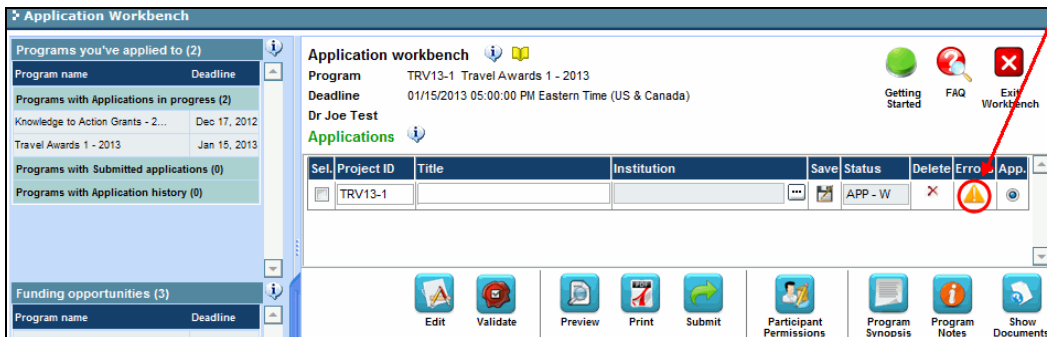 Application Workbench
Programs you've applied to (2)
Program name Deadline
Programs with Applications in progress (2)
Knowledge to Action Grants - 2... Dec 17, 2012
Travel Awards 1 - 2013 Jan 15, 2013
Programs with Submitted applications (0)
Programs with Application history (0)
Funding opportunities (3)
Program name Deadline
Application workbench
Program TRV13-1 Travel Awards 1 - 2013
Deadline 01/15/2013 05:00:00 PM Eastern Time (US & Canada)
Dr Joe Test
Applications
Getting Started
FAQ
Exit Workbench
Sel. Project ID Title Institution Save Status Delete Errors App.
TRV13-1 ... APP - W
Edit
Validate
Preview
PDF
Print
Submit
Participant Permissions
Program Synopsis
Program Notes
Show Documents